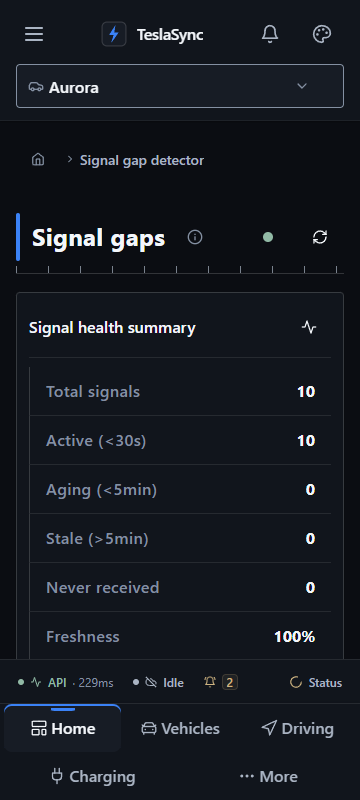 TeslaSync
Aurora
Signal gap detector
Signal gaps
Signal health summary
Total signals 10
Active (<30s) 10
Aging (<5min) 0
Stale (>5min) 0
Never received 0
Freshness 100%
API · 229ms Idle 2 Status
Home Vehicles Driving
Charging More